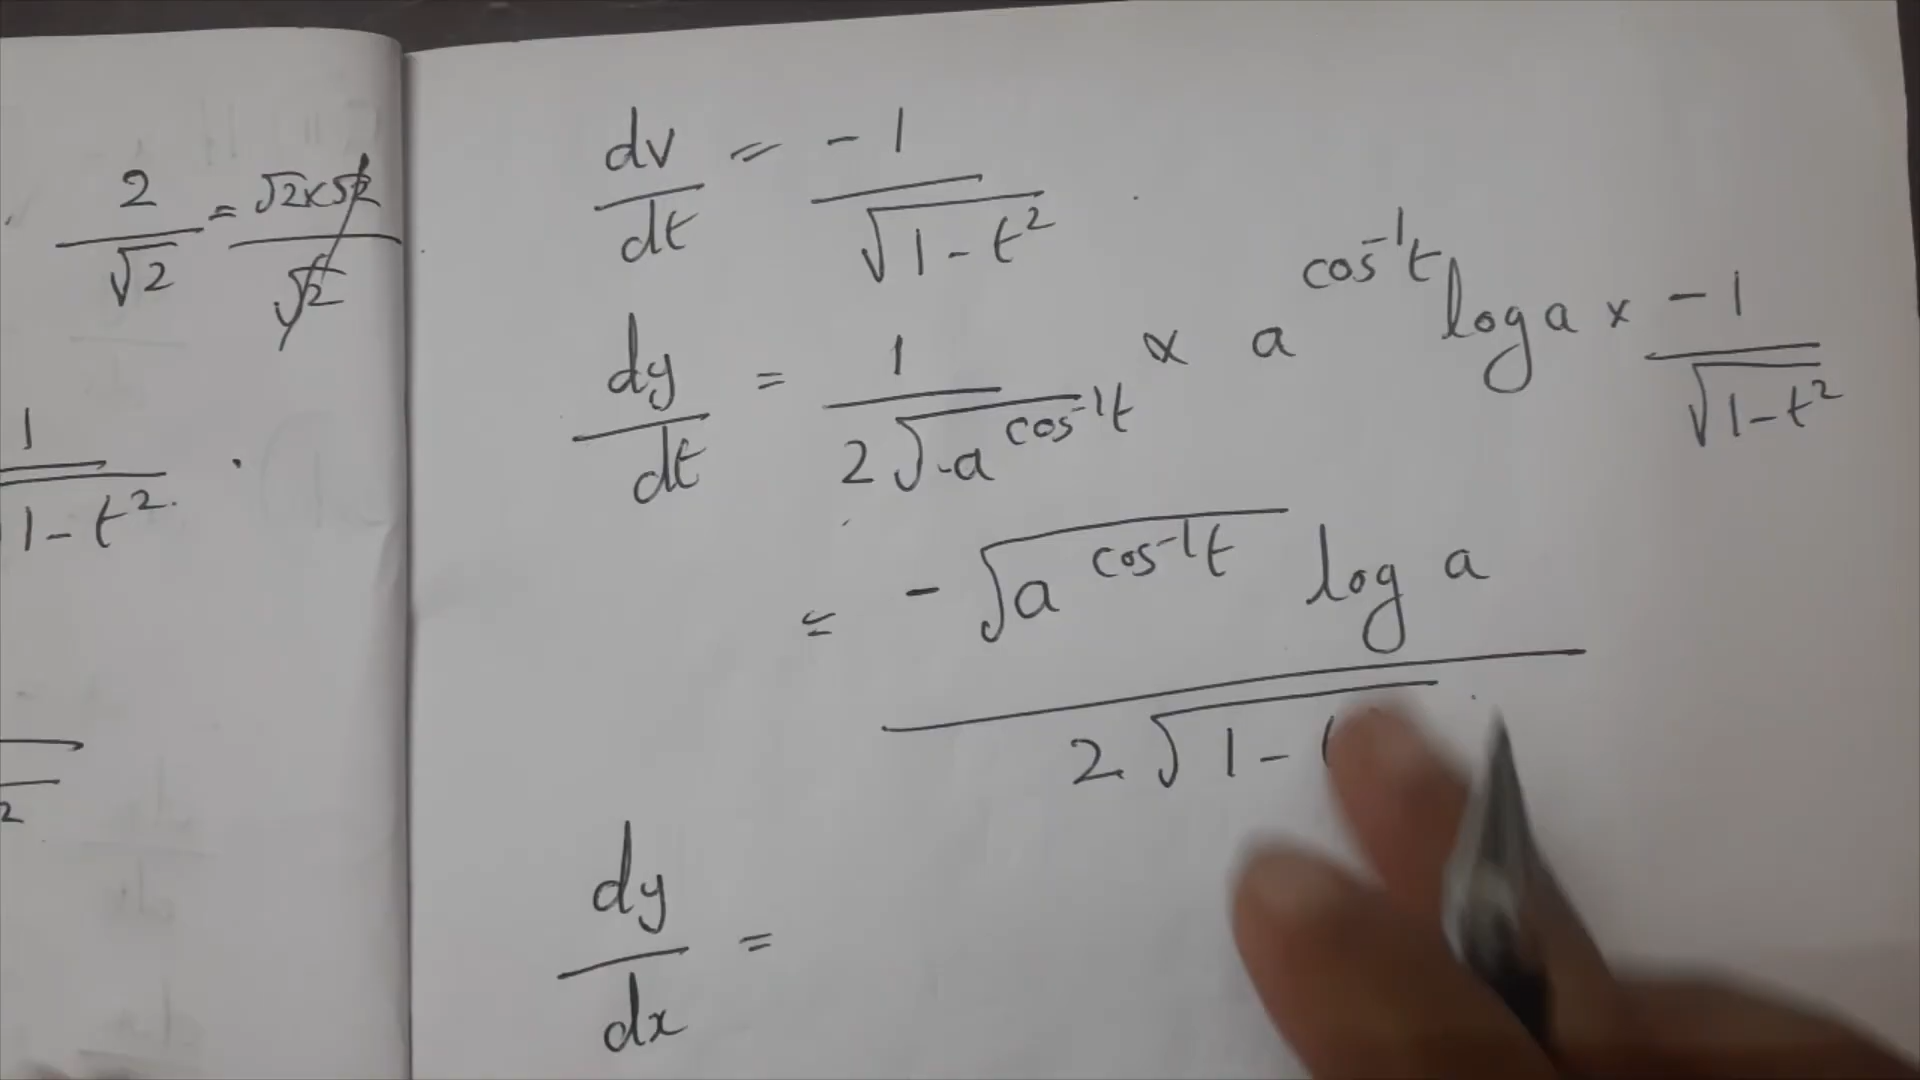 2/√2 = √2×√2/√2
1/√1-t²
2
dv/dt = -1/√1-t²
dy/dt = 1/2√a^cos⁻¹t × a^cos⁻¹t log a × -1/√1-t²
= -√a^cos⁻¹t log a/2√1-
dy/dx =